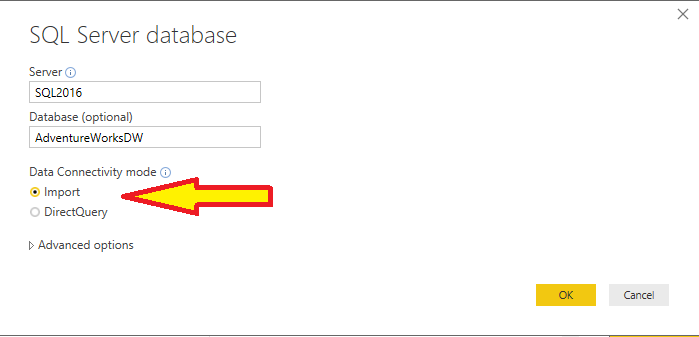 SQL Server database
Server
SQL2016
Database (optional)
AdventureWorksDW
Data Connectivity mode
Import
DirectQuery
Advanced options
OK
Cancel